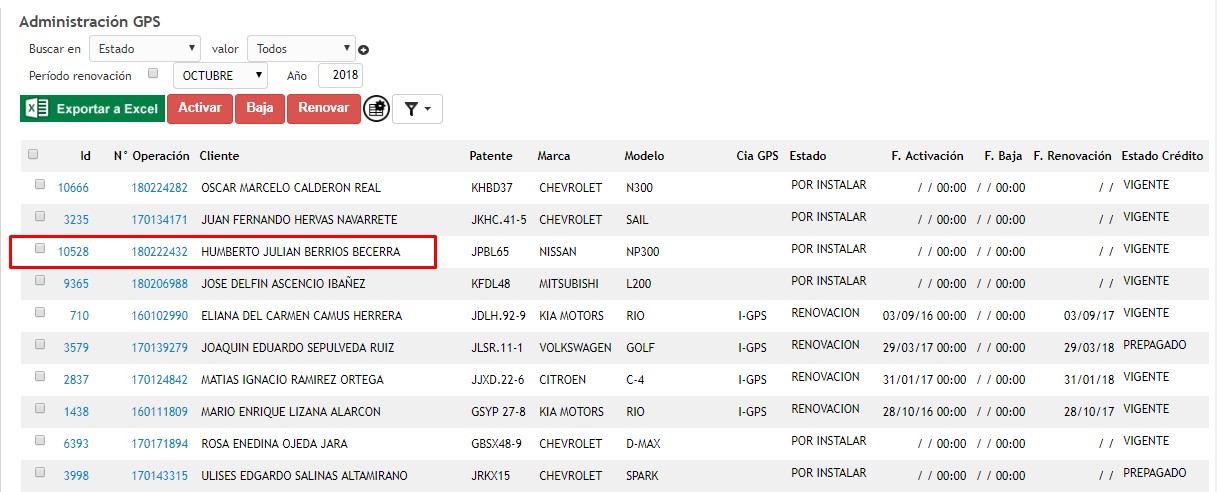 Administración GPS
Buscar en Estado valor Todos
Período renovación OCTUBRE Año 2018
Exportar a Excel Activar Baja Renovar
Id N° Operación Cliente Patente Marca Modelo Cia GPS Estado F. Activación F. Baja F. Renovación Estado Crédito
10666 180224282 OSCAR MARCELO CALDERON REAL KHBD37 CHEVROLET N300 POR INSTALAR / / 00:00 / / 00:00 / / VIGENTE
3235 170134171 JUAN FERNANDO HERVAS NAVARRETE JKHC.41-5 CHEVROLET SAIL POR INSTALAR / / 00:00 / / 00:00 / / VIGENTE
10528 180222432 HUMBERTO JULIAN BERRIOS BECERRA JPBL65 NISSAN NP300 POR INSTALAR / / 00:00 / / 00:00 / / VIGENTE
9365 180206988 JOSE DELFIN ASCENCIO IBAÑEZ KFDL48 MITSUBISHI L200 POR INSTALAR / / 00:00 / / 00:00 / / VIGENTE
710 160102990 ELIANA DEL CARMEN CAMUS HERRERA JDLH.92-9 KIA MOTORS RIO I-GPS RENOVACION 03/09/16 00:00 / / 00:00 03/09/17 VIGENTE
3579 170139279 JOAQUIN EDUARDO SEPULVEDA RUIZ JLSR.11-1 VOLKSWAGEN GOLF I-GPS RENOVACION 29/03/17 00:00 / / 00:00 29/03/18 PREPAGADO
2837 170124842 MATIAS IGNACIO RAMIREZ ORTEGA JJXD.22-6 CITROEN C-4 I-GPS RENOVACION 31/01/17 00:00 / / 00:00 31/01/18 VIGENTE
1438 160111809 MARIO ENRIQUE LIZANA ALARCON GSYP 27-8 KIA MOTORS RIO I-GPS RENOVACION 28/10/16 00:00 / / 00:00 28/10/17 VIGENTE
6393 170171894 ROSA ENEDINA OJEDA JARA GBSX48-9 CHEVROLET D-MAX POR INSTALAR / / 00:00 / / 00:00 / / VIGENTE
3998 170143315 ULISES EDGARDO SALINAS ALTAMIRANO JRKX15 CHEVROLET SPARK POR INSTALAR / / 00:00 / / 00:00 / / PREPAGADO